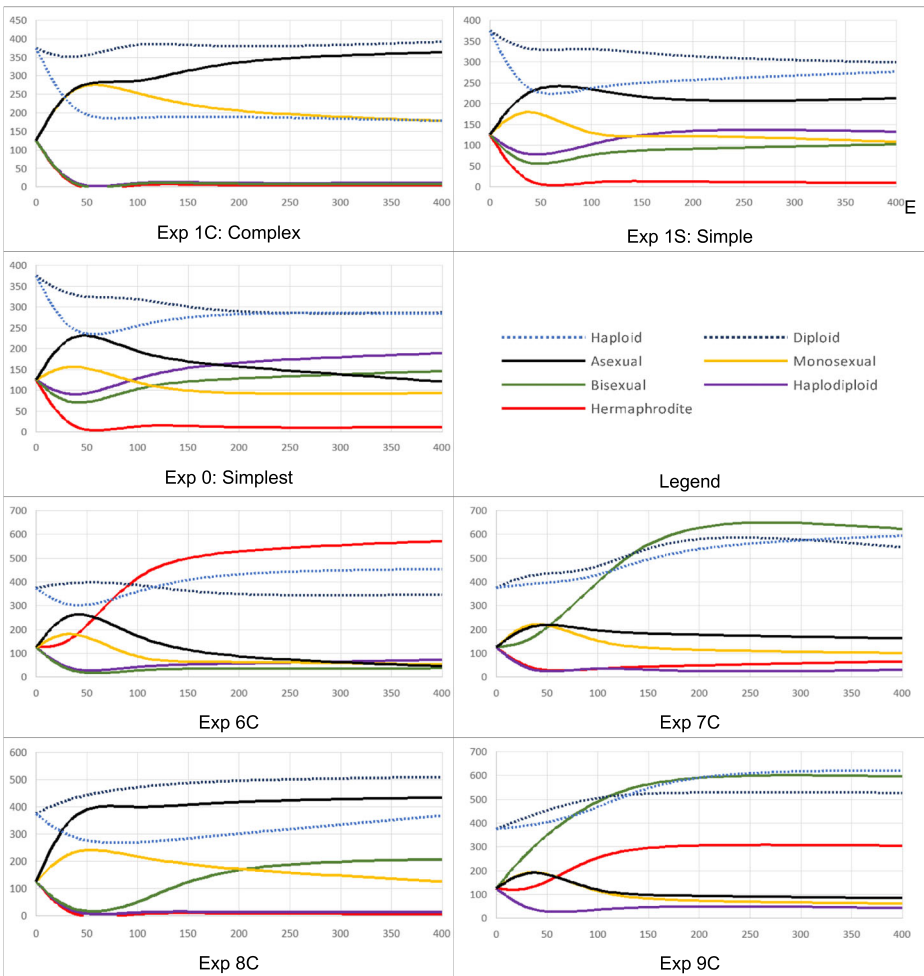 450
400
350
300
250
200
150
100
50
0
0 50 100 150 200 250 300 350 400
Exp 1C: Complex
400
350
300
250
200
150
100
50
0
0 50 100 150 200 250 300 350 400
E
Exp 1S: Simple
400
350
300
250
200
150
100
50
0
0 50 100 150 200 250 300 350 400
Exp 0: Simplest
Haploid Diploid
Asexual Monosexual
Bisexual Haplodiploid
Hermaphrodite
Legend
700
600
500
400
300
200
100
0
0 50 100 150 200 250 300 350 400
Exp 6C
700
600
500
400
300
200
100
0
0 50 100 150 200 250 300 350 400
Exp 7C
600
500
400
300
200
100
0
0 50 100 150 200 250 300 350 400
Exp 8C
700
600
500
400
300
200
100
0
0 50 100 150 200 250 300 350 400
Exp 9C